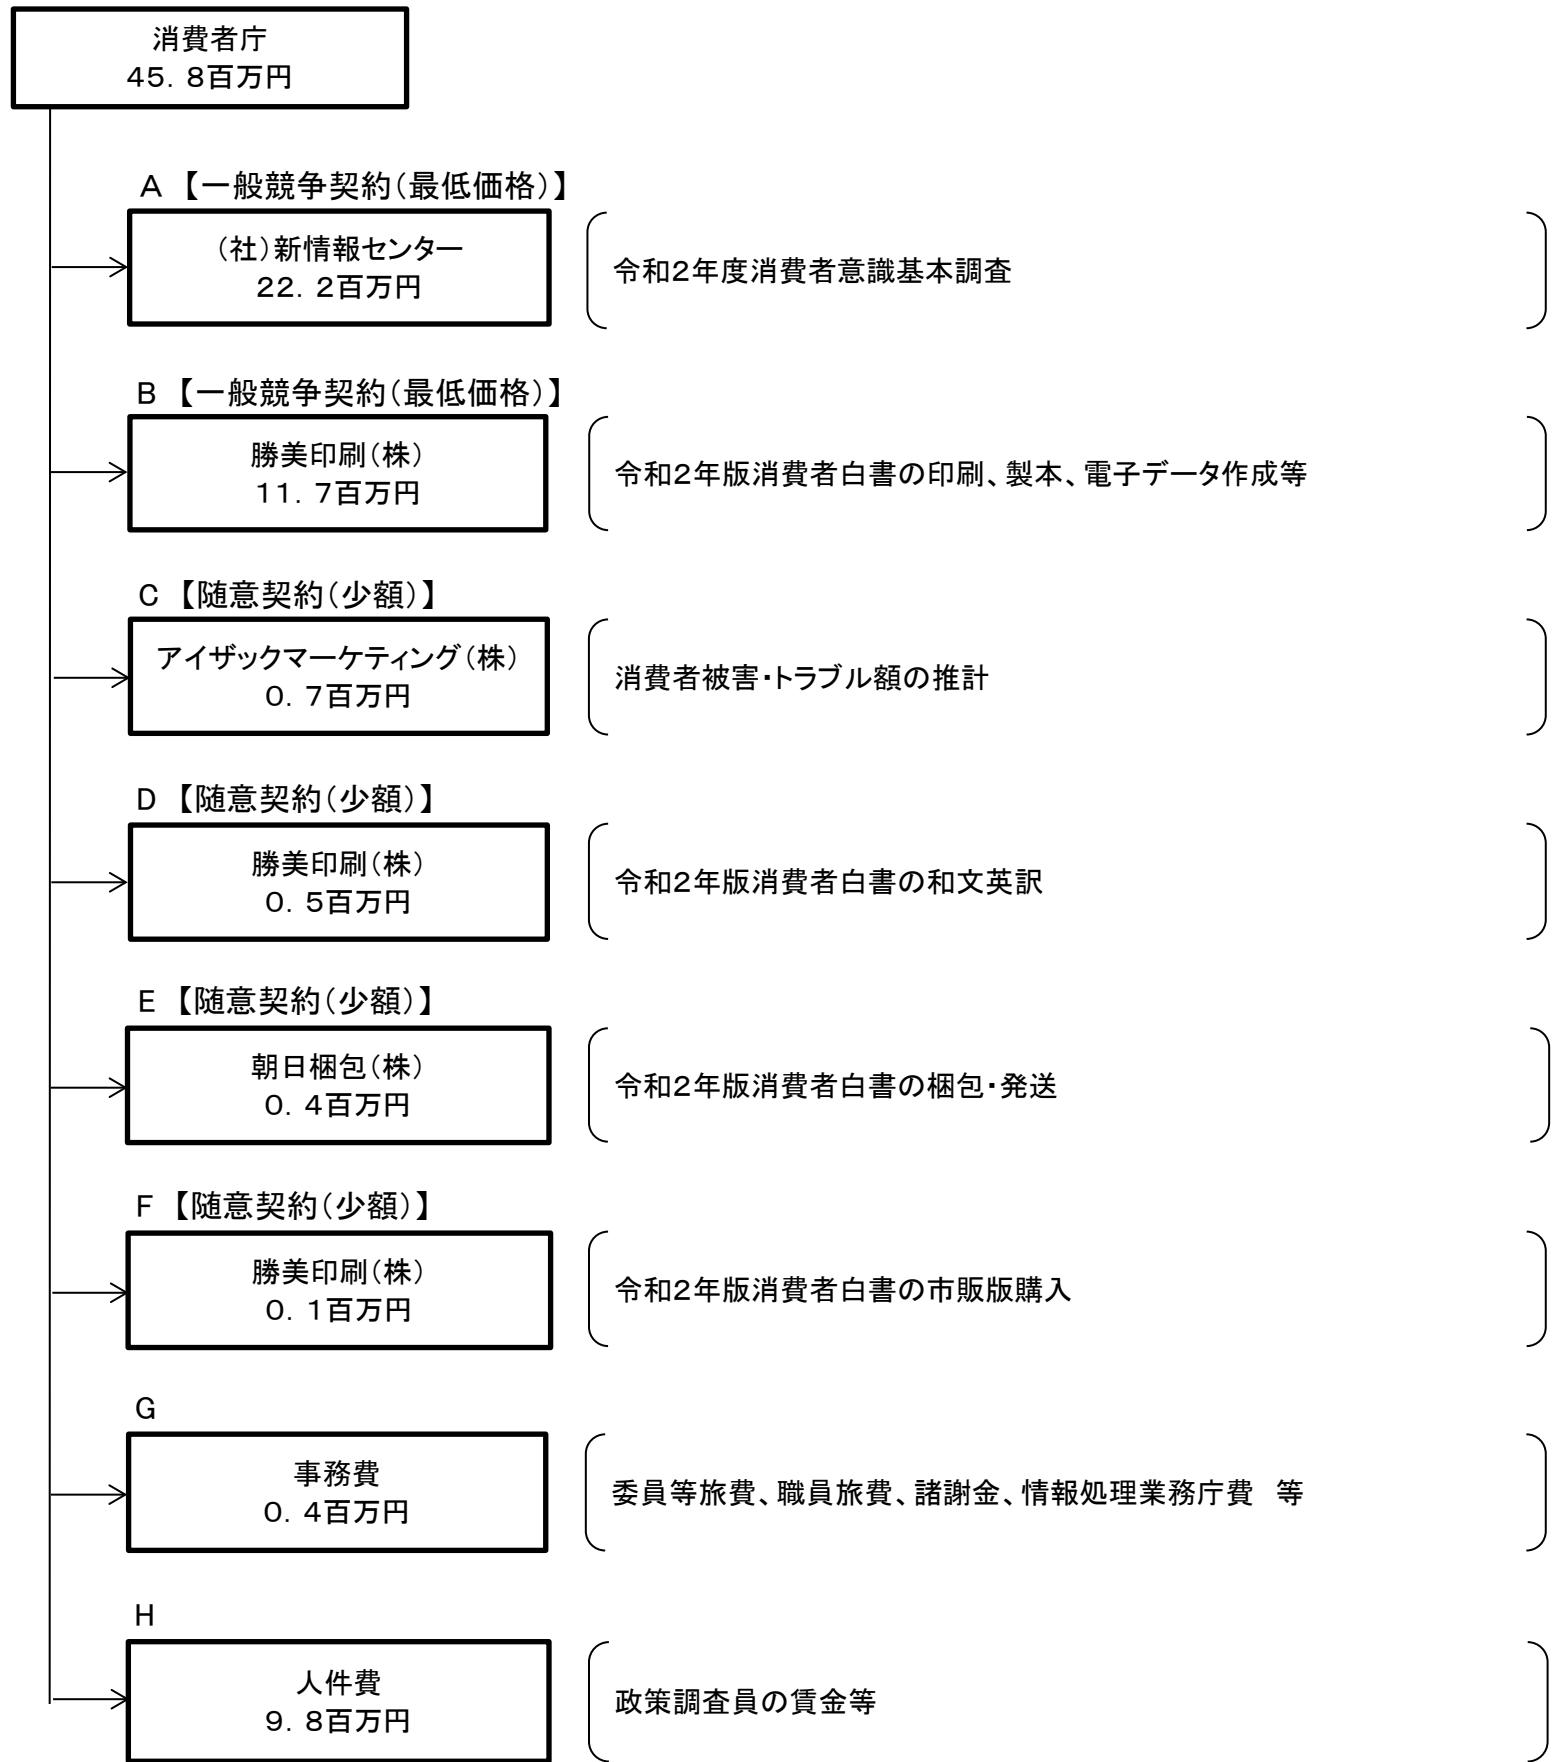 消費者庁
45．8百万円
A 【一般競争契約（最低価格）】
（社）新情報センター
22．2百万円
令和2年度消費者意識基本調査
B 【一般競争契約（最低価格）】
勝美印刷（株）
11．7百万円
令和2年版消費者白書の印刷、製本、電子データ作成等
C 【随意契約（少額）】
アイザックマーケティング（株）
0．7百万円
消費者被害・トラブル額の推計
D 【随意契約（少額）】
勝美印刷（株）
0．5百万円
令和2年版消費者白書の和文英訳
E 【随意契約（少額）】
朝日梱包（株）
0．4百万円
令和2年版消費者白書の梱包・発送
F 【随意契約（少額）】
勝美印刷（株）
0．1百万円
令和2年版消費者白書の市販版購入
G
事務費
0．4百万円
委員等旅費、職員旅費、諸謝金、情報処理業務庁費　等
H
人件費
9．8百万円
政策調査員の賃金等